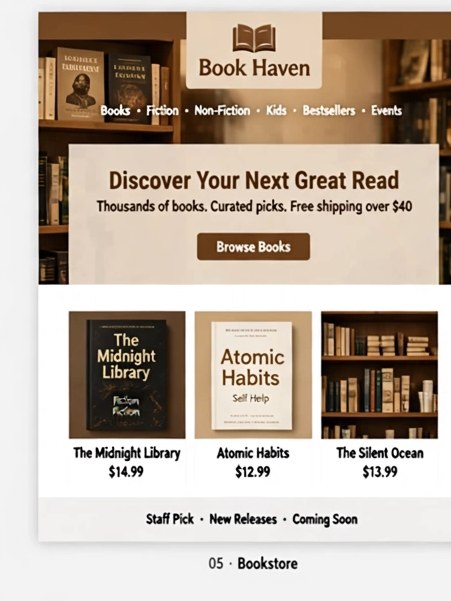 Book Haven
Books • Fiction • Non-Fiction • Kids • Bestsellers • Events
Discover Your Next Great Read
Thousands of books. Curated picks. Free shipping over $40
Browse Books
The
Midnight
Library
Fiction
Fiction
Atomic
Habits
Self Help
The Midnight Library
$14.99
Atomic Habits
$12.99
The Silent Ocean
$13.99
Staff Pick • New Releases • Coming Soon
05 · Bookstore